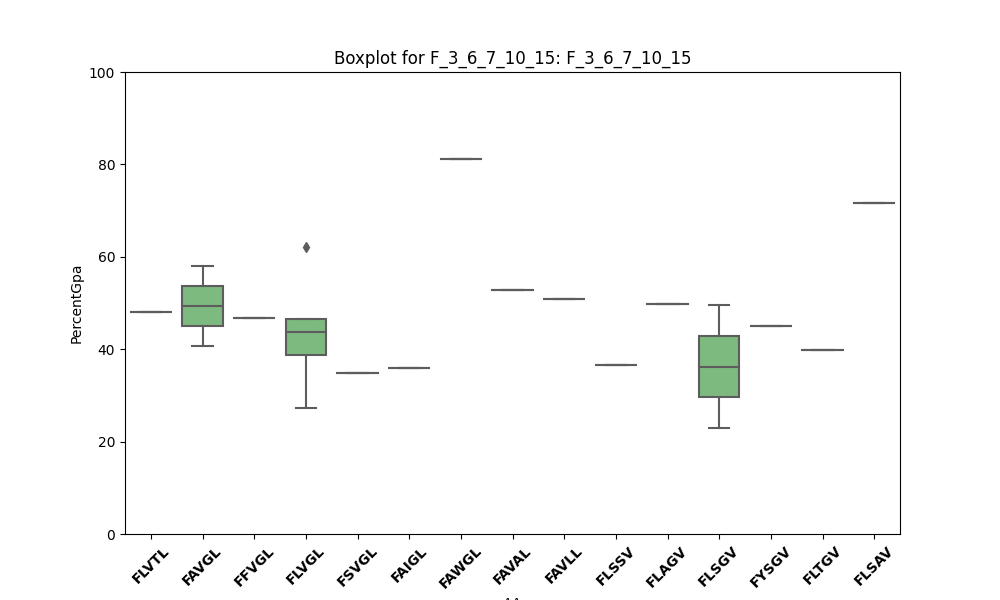 Boxplot for F_3_6_7_10_15: F_3_6_7_10_15
PercentGpa
100
80
60
40
20
0
FLVTL
FAVGL
FFVGL
FLVGL
FSVGL
FAIGL
FAWGL
FAVAL
FAVLL
FLSSV
FLAGV
FLSGV
FYSGV
FLTGV
FLSAV